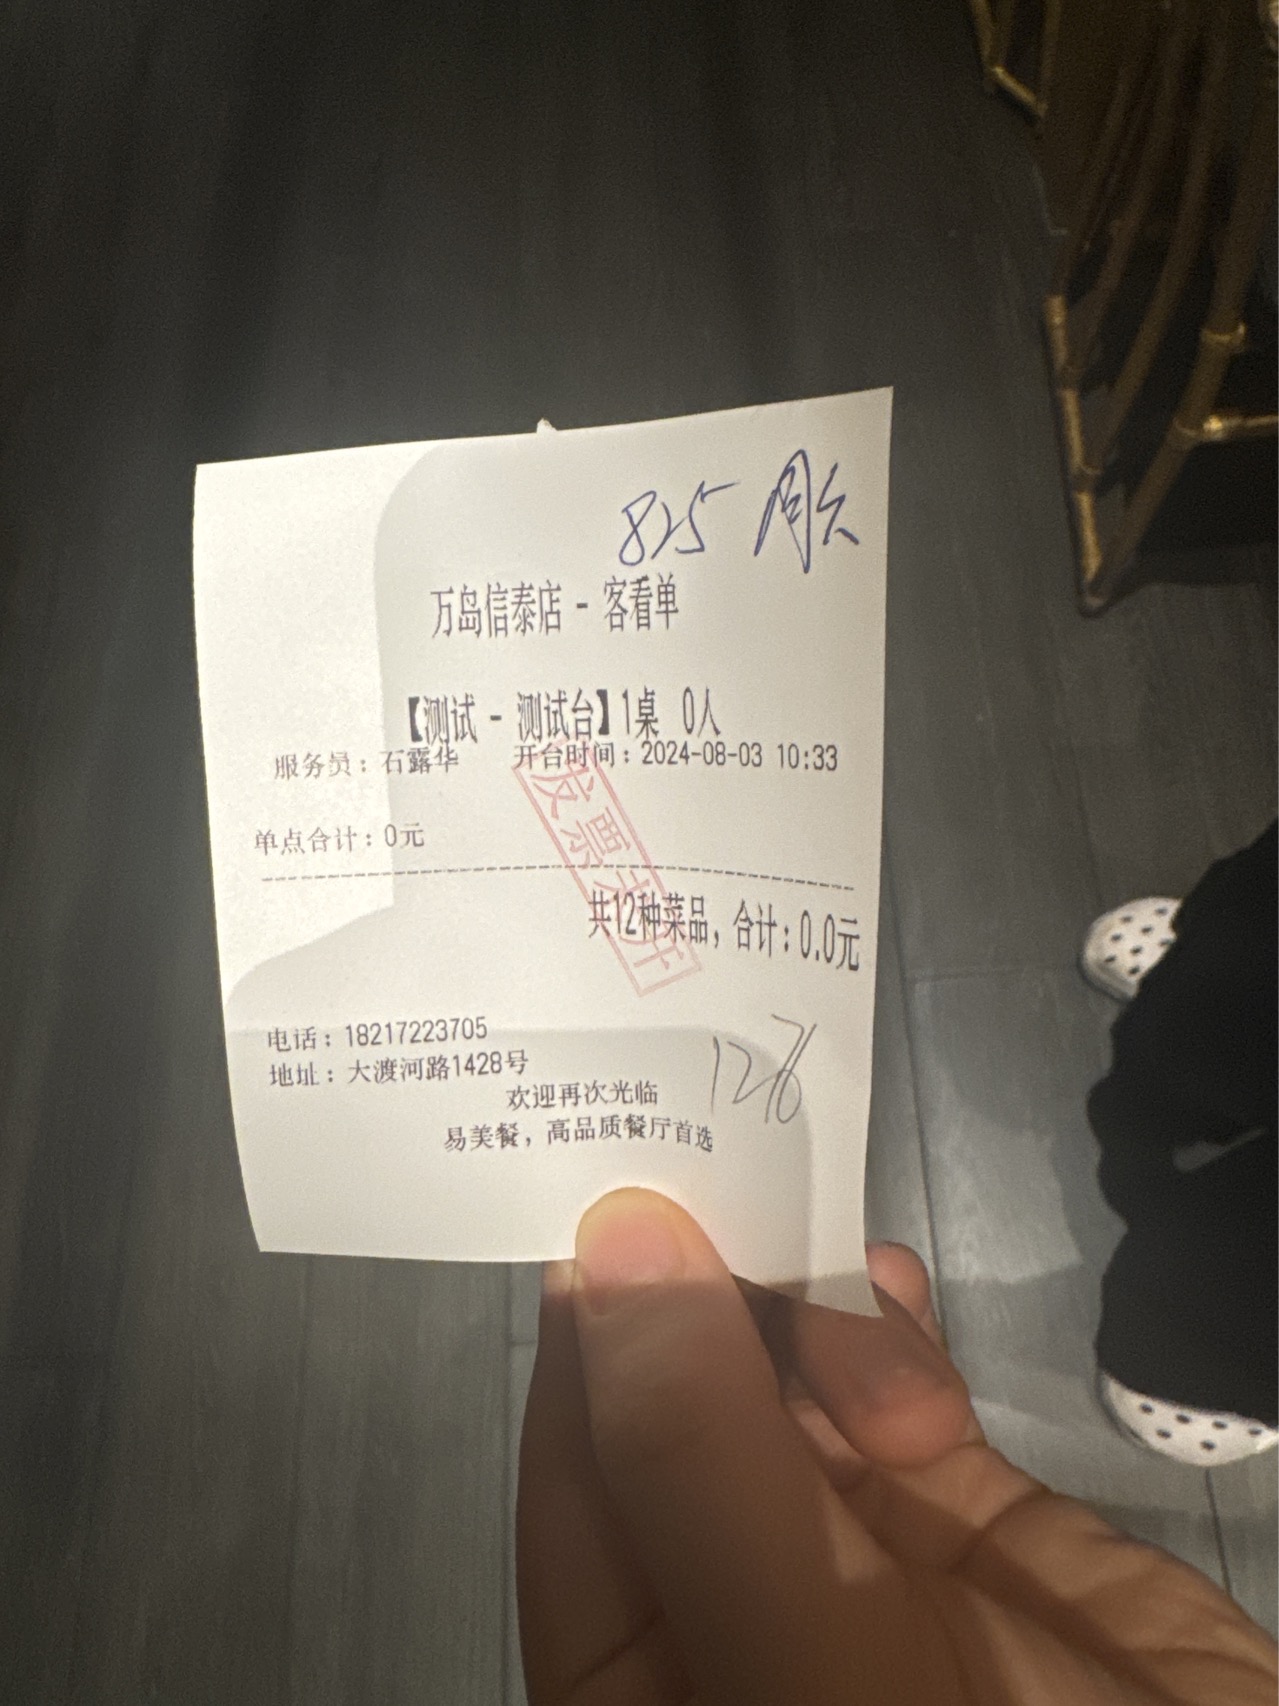 825
万岛信泰店 - 客看单
【测试 - 测试台】1桌 0人
服务员：石露华 开台时间：2024-08-03 10:33
单点合计：0元
发票未开
共12种菜品，合计：0.0元
电话：18217223705
地址：大渡河路1428号
欢迎再次光临
易美餐，高品质餐厅首选